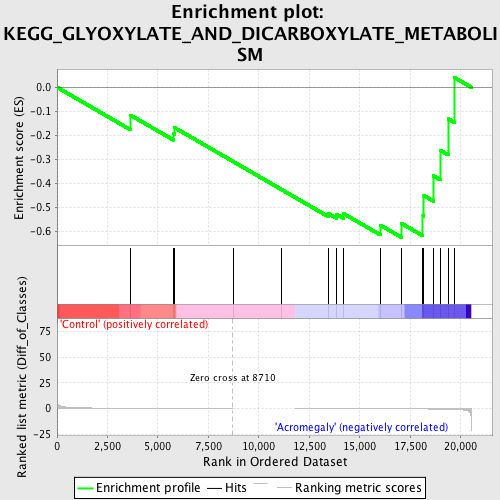 Enrichment plot:
KEGG_GLYOXYLATE_AND_DICARBOXYLATE_METABOLI
SM
Enrichment score (ES)
0.0
-0.1
-0.2
-0.3
-0.4
-0.5
-0.6
'Control' (positively correlated)
Ranked list metric (Diff_of_Classes)
75
50
25
0
-25
Zero cross at 8710
'Acromegaly' (negatively correlated)
0 2,500 5,000 7,500 10,000 12,500 15,000 17,500 20,000
Rank in Ordered Dataset
Enrichment profile Hits Ranking metric scores